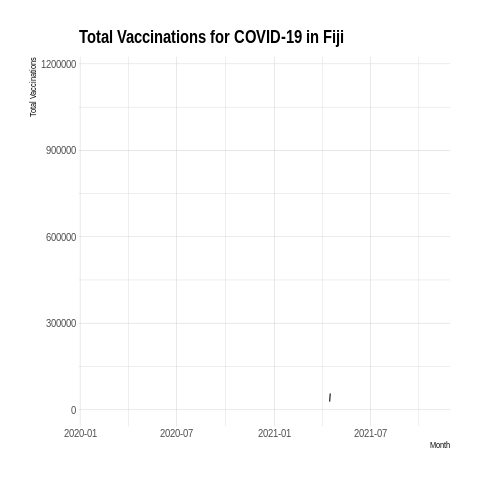 Total Vaccinations for COVID-19 in Fiji
Total Vaccinations
1200000
900000
600000
300000
0
2020-01 2020-07 2021-01 2021-07
Month